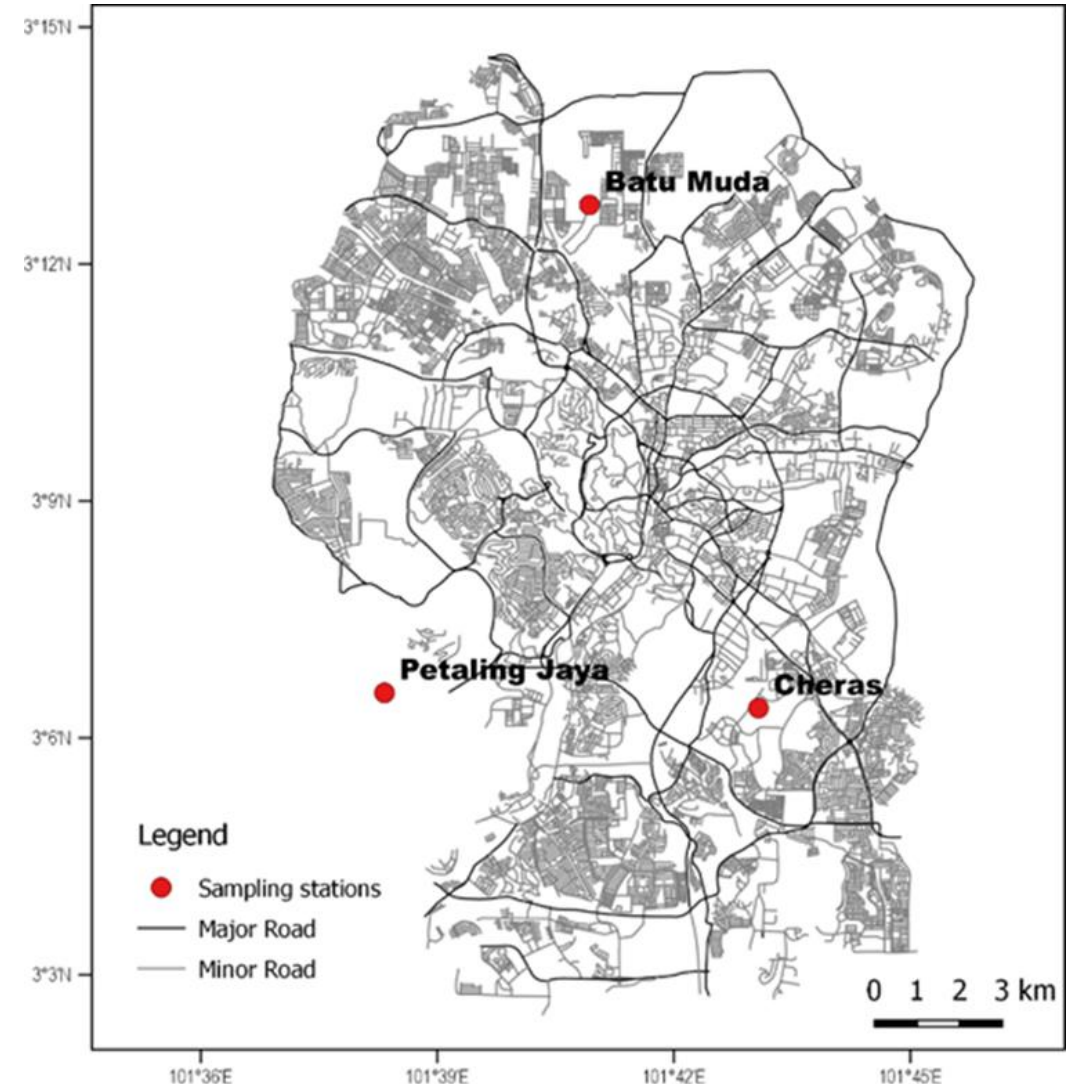 3°15'N
Batu Muda
3°12'N
3°9'N
Petaling Jaya
Cheras
3°6'N
Legend
Sampling stations
Major Road
Minor Road
3°3'N
0 1 2 3 km
101°36'E 101°39'E 101°42'E 101°45'E